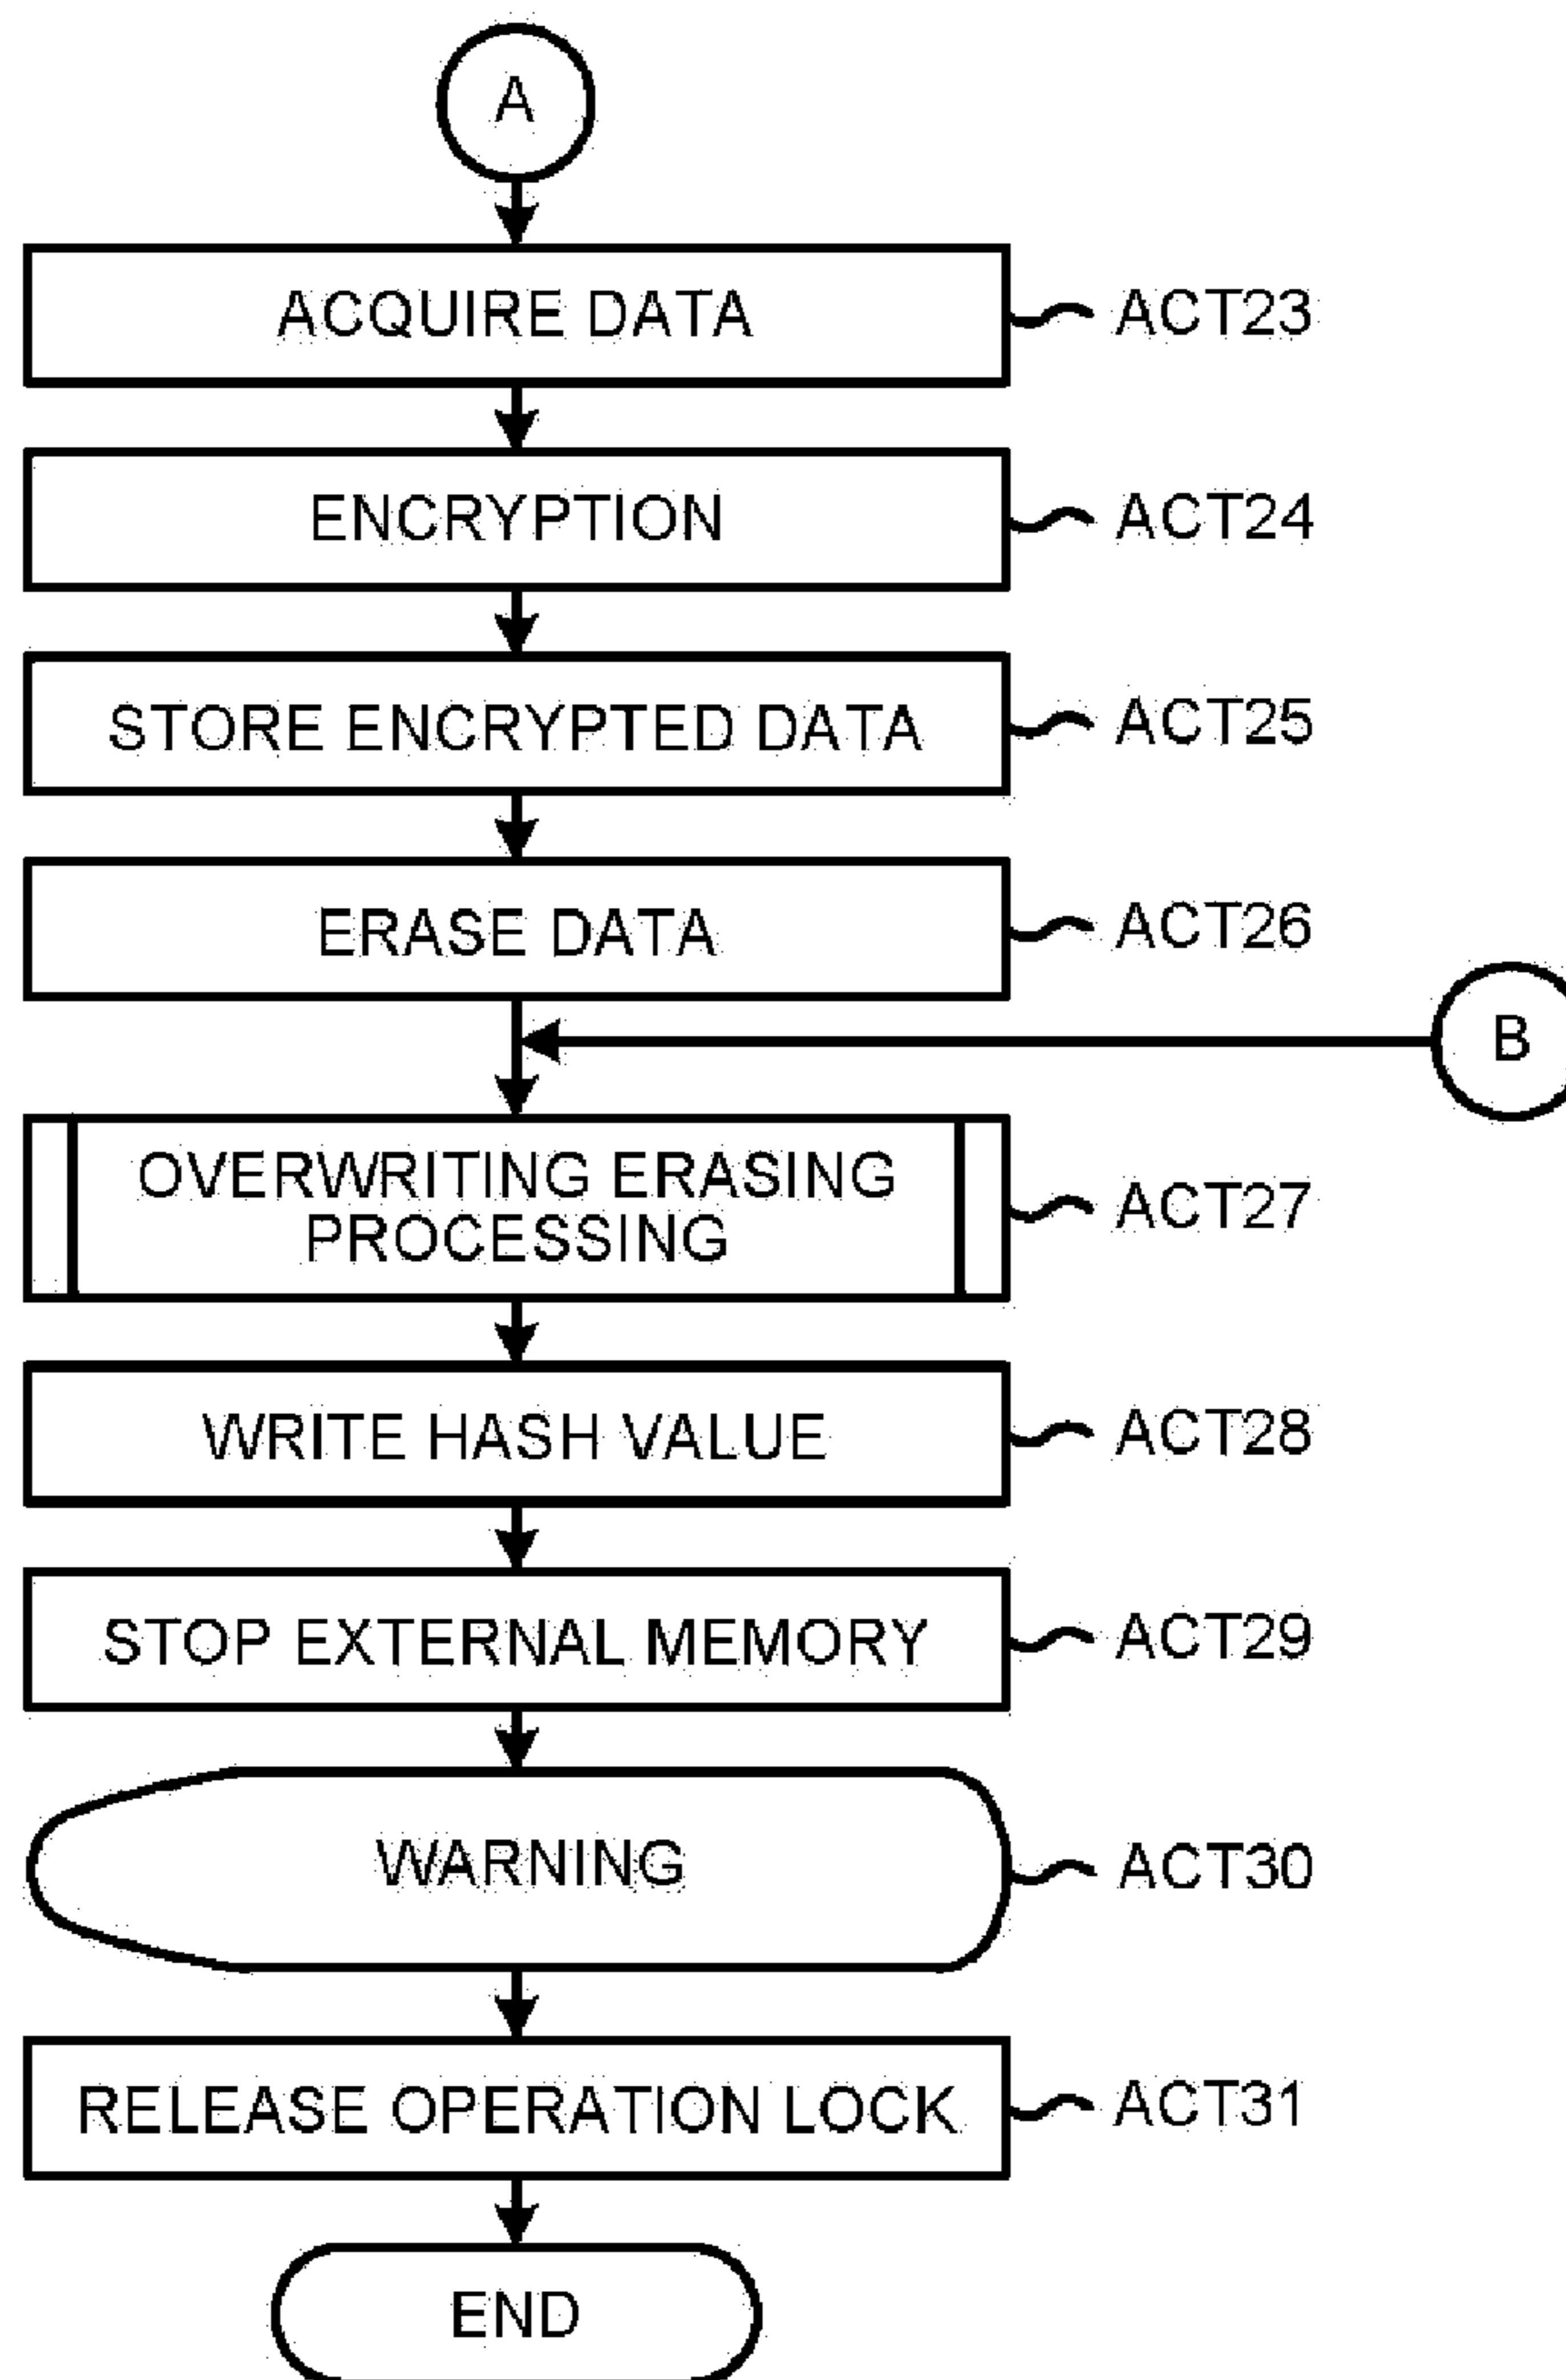 A
ACQUIRE DATA ACT23
ENCRYPTION ACT24
STORE ENCRYPTED DATA ACT25
ERASE DATA ACT26
B
OVERWRITING ERASING
PROCESSING
ACT27
WRITE HASH VALUE ACT28
STOP EXTERNAL MEMORY ACT29
WARNING ACT30
RELEASE OPERATION LOCK ACT31
END